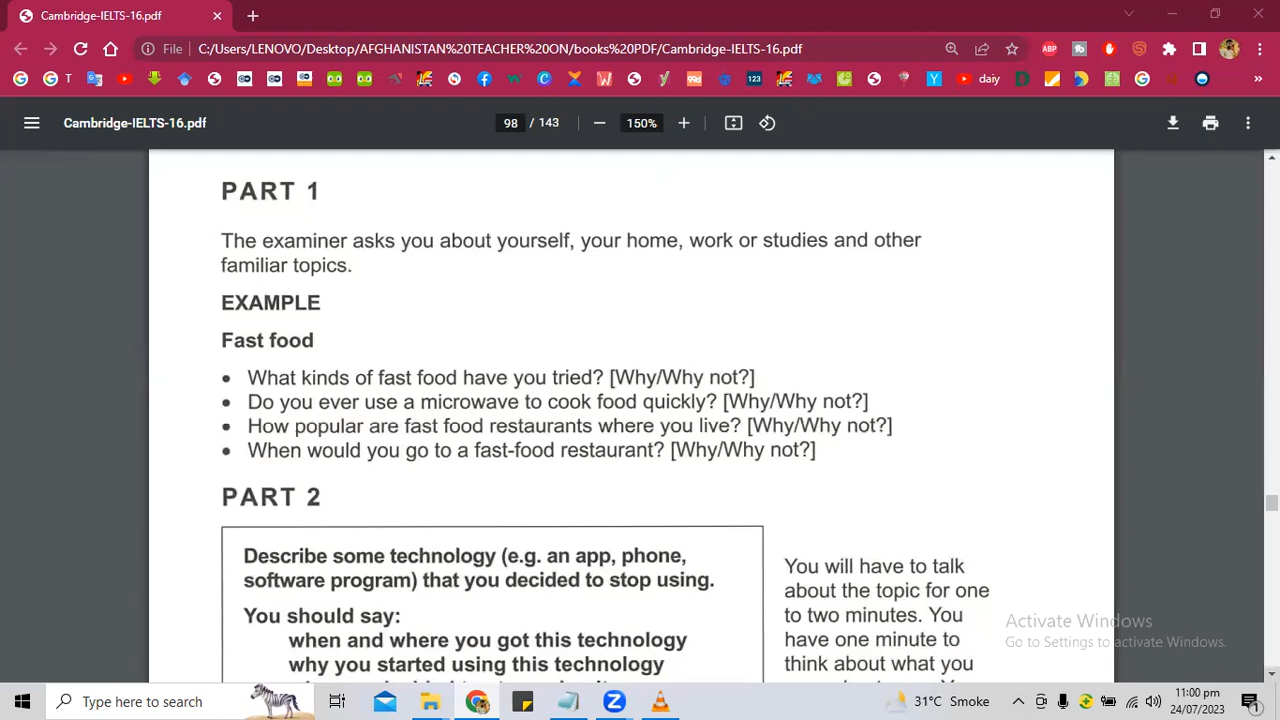 Cambridge-IELTS-16.pdf
File C:/Users/LENOVO/Desktop/AFGHANISTAN%20TEACHER%20ON/books%20PDF/Cambridge-IELTS-16.pdf
G G T daiy
Cambridge-IELTS-16.pdf 98 / 143 150%
PART 1
The examiner asks you about yourself, your home, work or studies and other
familiar topics.
EXAMPLE
Fast food
• What kinds of fast food have you tried? [Why/Why not?]
• Do you ever use a microwave to cook food quickly? [Why/Why not?]
• How popular are fast food restaurants where you live? [Why/Why not?]
• When would you go to a fast-food restaurant? [Why/Why not?]
PART 2
Describe some technology (e.g. an app, phone,
software program) that you decided to stop using.
You should say:
when and where you got this technology
why you started using this technology
You will have to talk
about the topic for one
to two minutes. You
have one minute to
think about what you
Activate Windows
Go to Settings to activate Windows.
Type here to search
31°C Smoke
11:00 pm
24/07/2023